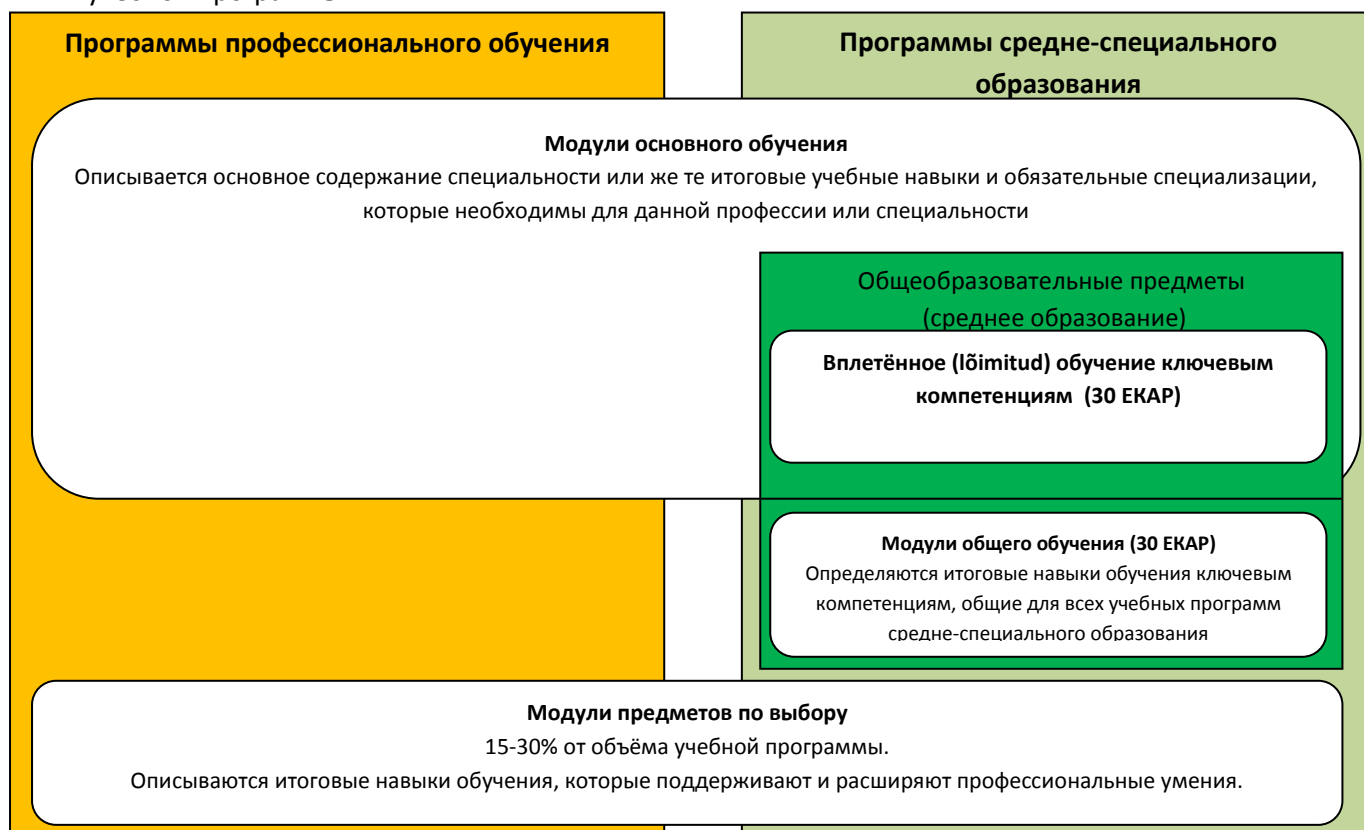 Программы профессионального обучения
Программы средне-специального
образования
Модули основного обучения
Описывается основное содержание специальности или же те итоговые учебные навыки и обязательные специализации,
которые необходимы для данной профессии или специальности
Общеобразовательные предметы
(среднее образование)
Вплетённое (lõimitud) обучение ключевым
компетенциям (30 ЕКАР)
Модули общего обучения (30 ЕКАР)
Определяются итоговые навыки обучения ключевым
компетенциям, общие для всех учебных программ
средне-специального образования
Модули предметов по выбору
15-30% от объёма учебной программы.
Описываются итоговые навыки обучения, которые поддерживают и расширяют профессиональные умения.